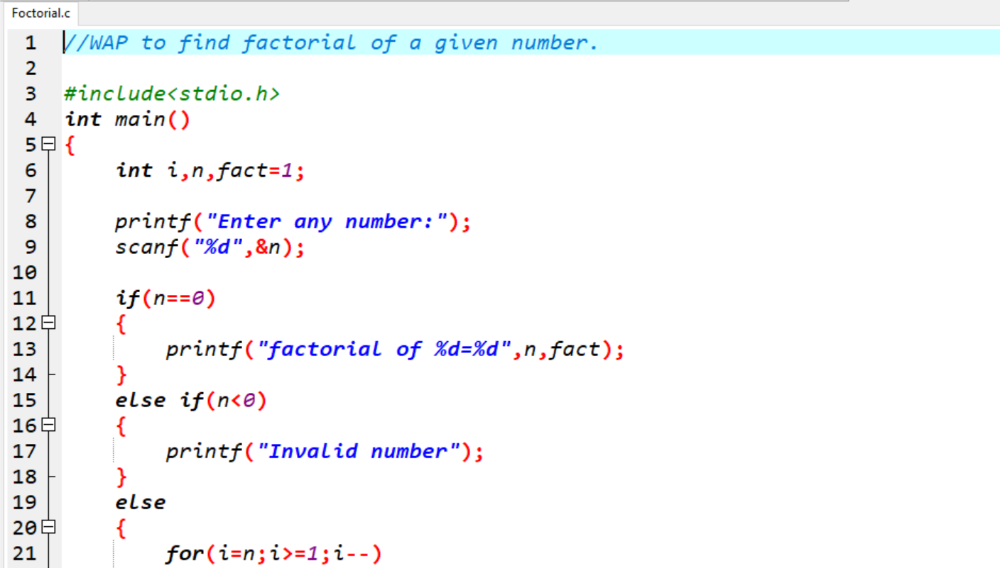 Foctorial.c
1 //WAP to find factorial of a given number.
2
3 #include<stdio.h>
4 int main()
5 {
6 int i,n,fact=1;
7
8 printf("Enter any number:");
9 scanf("%d",&n);
10
11 if(n==0)
12 {
13 printf("factorial of %d=%d",n,fact);
14 }
15 else if(n<0)
16 {
17 printf("Invalid number");
18 }
19 else
20 {
21 for(i=n;i>=1;i--)